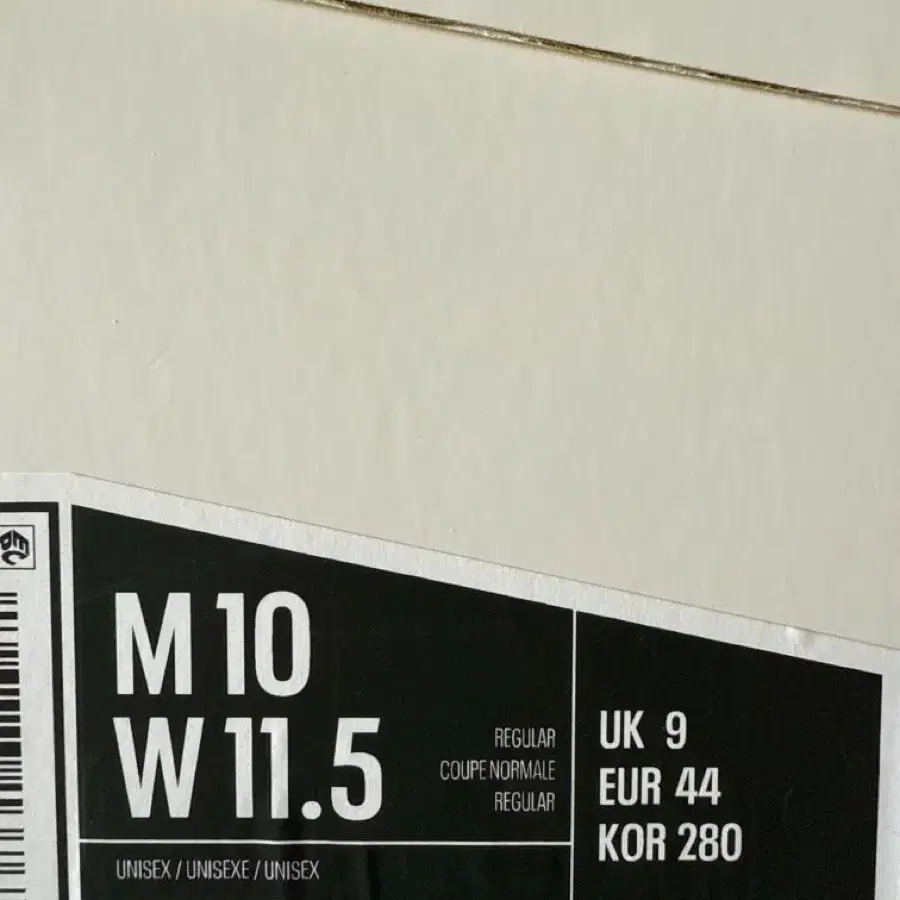 M 10
W 11.5
REGULAR
COUPE NORMALE
REGULAR
UNISEX / UNISEXE / UNISEX
UK 9
EUR 44
KOR 280